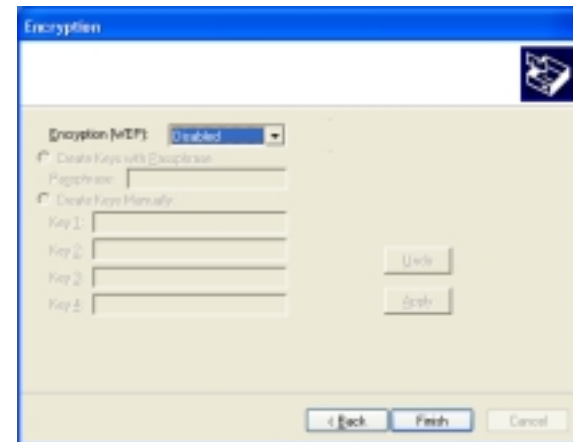 Encryption
Encryption (WEP): Disabled
Create Keys with Passphrase
Passphrase:
Create Keys Manually
Key 1:
Key 2:
Key 3:
Key 4:
Undo
Apply
< Back Finish Cancel